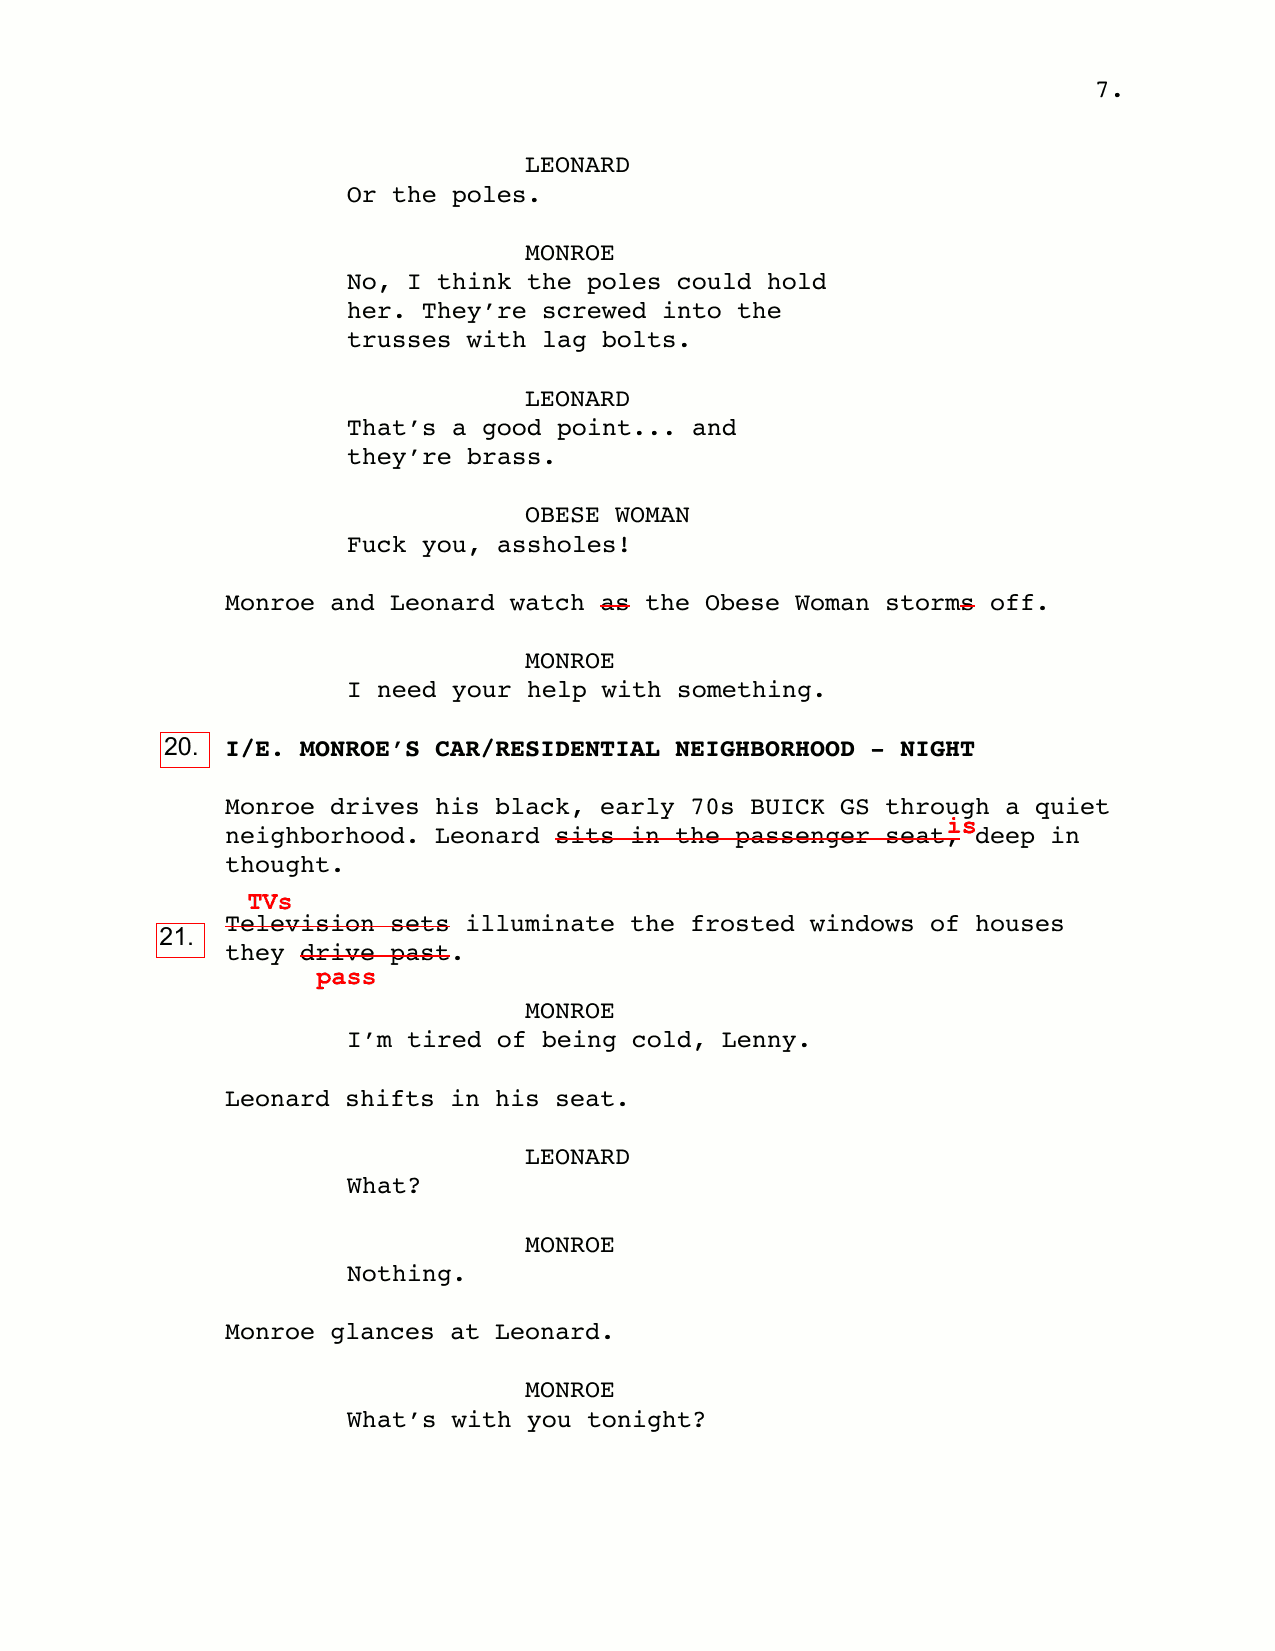 7.
LEONARD
Or the poles.
MONROE
No, I think the poles could hold
her. They’re screwed into the
trusses with lag bolts.
LEONARD
That’s a good point... and
they’re brass.
OBESE WOMAN
Fuck you, assholes!
Monroe and Leonard watch as the Obese Woman storms off.
MONROE
I need your help with something.
20. I/E. MONROE’S CAR/RESIDENTIAL NEIGHBORHOOD – NIGHT
Monroe drives his black, early 70s BUICK GS through a quiet
neighborhood. Leonard sits in the passenger seat, is deep in
thought.
TVs
21. Television sets illuminate the frosted windows of houses
they drive past.
pass
MONROE
I’m tired of being cold, Lenny.
Leonard shifts in his seat.
LEONARD
What?
MONROE
Nothing.
Monroe glances at Leonard.
MONROE
What’s with you tonight?